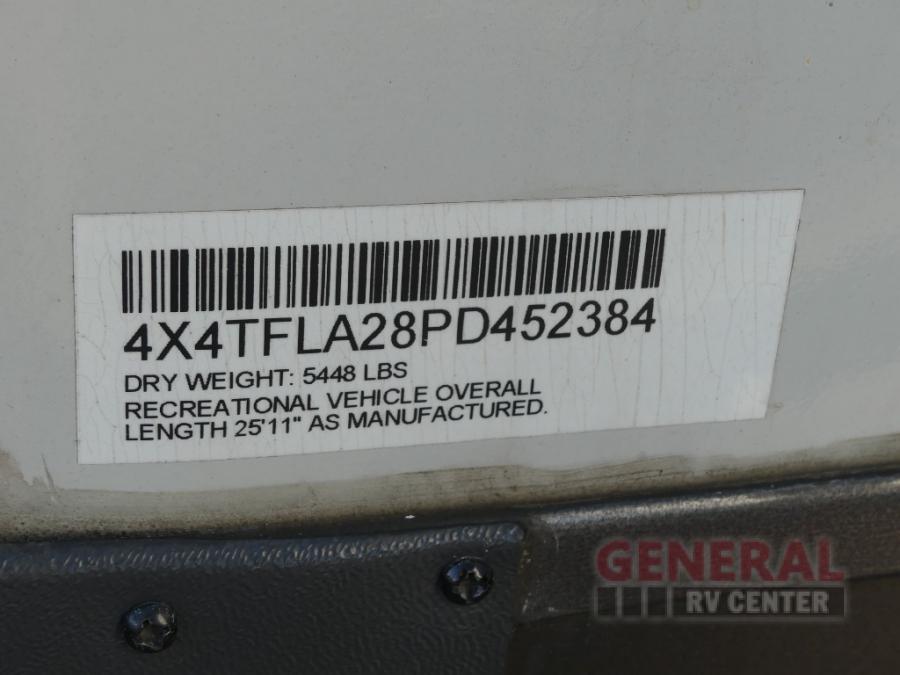 4X4TFLA28PD452384
DRY WEIGHT: 5448 LBS
RECREATIONAL VEHICLE OVERALL
LENGTH 25'11" AS MANUFACTURED.
GENERAL
RV CENTER